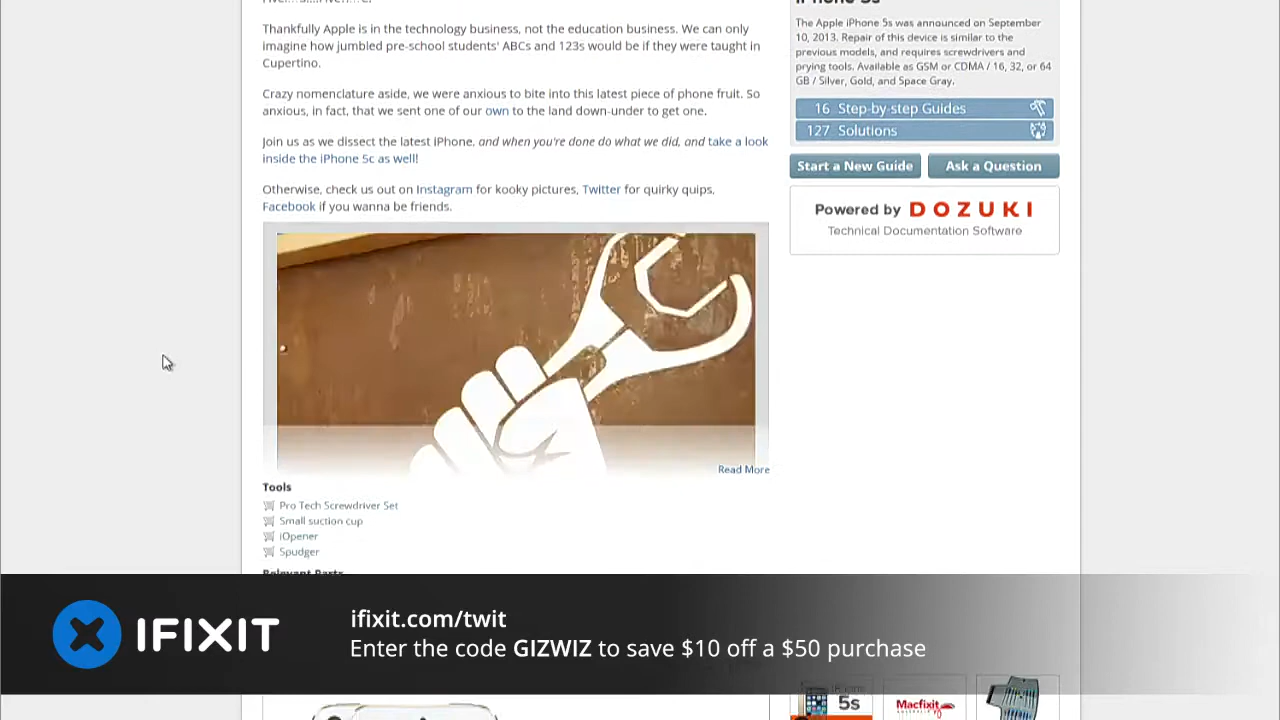 Thankfully Apple is in the technology business, not the education business. We can only
imagine how jumbled pre-school students' ABCs and 123s would be if they were taught in
Cupertino.
Crazy nomenclature aside, we were anxious to bite into this latest piece of phone fruit. So
anxious, in fact, that we sent one of our own to the land down-under to get one.
Join us as we dissect the latest iPhone, and when you're done do what we did, and take a look
inside the iPhone 5c as well!
Otherwise, check us out on Instagram for kooky pictures, Twitter for quirky quips,
Facebook if you wanna be friends.
Read More
Tools
Pro Tech Screwdriver Set
Small suction cup
iOpener
Spudger
Relevant Parts
iPhone 5s
The Apple iPhone 5s was announced on September
10, 2013. Repair of this device is similar to the
previous models, and requires screwdrivers and
prying tools. Available as GSM or CDMA / 16, 32, or 64
GB / Silver, Gold, and Space Gray.
16 Step-by-step Guides
127 Solutions
Start a New Guide
Ask a Question
Powered by DOZUKI
Technical Documentation Software
IFIXIT
ifixit.com/twit
Enter the code GIZWIZ to save $10 off a $50 purchase
iPhone
5s
Macfixit